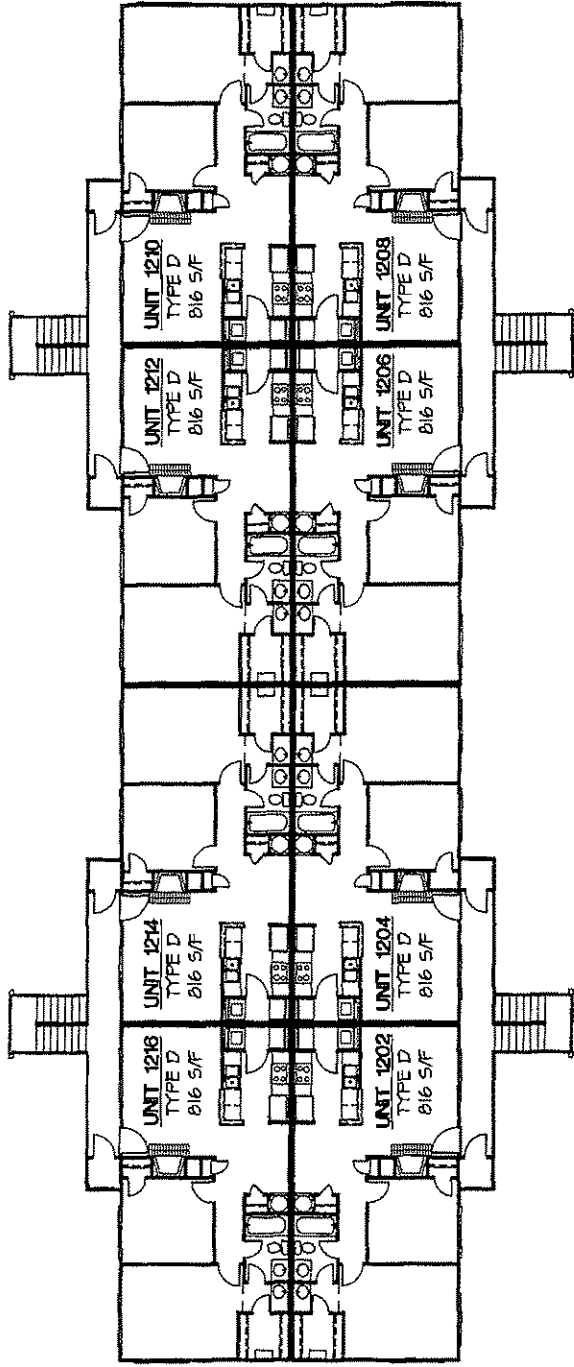 UNIT 1210
TYPE D
816 S/F
UNIT 1208
TYPE D
816 S/F
UNIT 1212
TYPE D
816 S/F
UNIT 1206
TYPE D
816 S/F
UNIT 1214
TYPE D
816 S/F
UNIT 1204
TYPE D
816 S/F
UNIT 1216
TYPE D
816 S/F
UNIT 1202
TYPE D
816 S/F